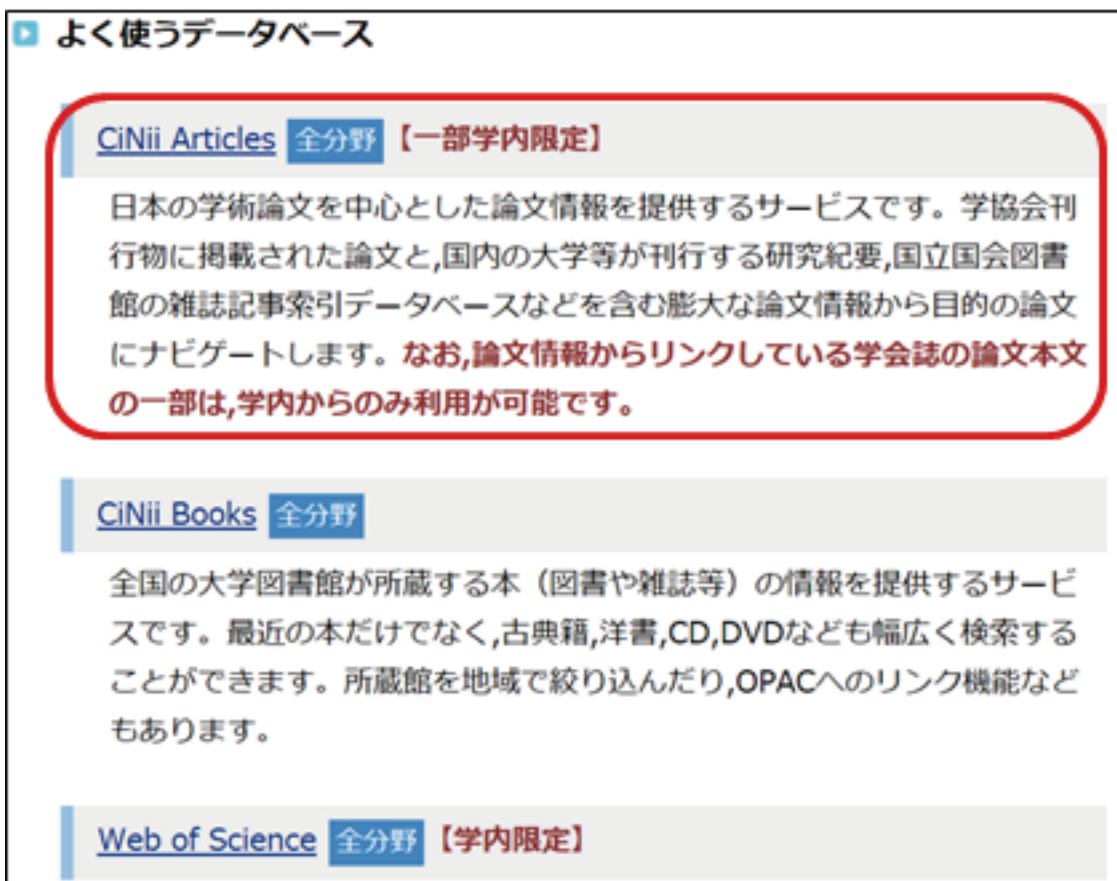 よく使うデータベース
CiNii Articles 全分野 【一部学内限定】
日本の学術論文を中心とした論文情報を提供するサービスです。学協会刊
行物に掲載された論文と,国内の大学等が刊行する研究紀要,国立国会図書
館の雑誌記事索引データベースなどを含む膨大な論文情報から目的の論文
にナビゲートします。なお,論文情報からリンクしている学会誌の論文本文
の一部は,学内からのみ利用が可能です。
CiNii Books 全分野
全国の大学図書館が所蔵する本（図書や雑誌等）の情報を提供するサービ
スです。最近の本だけでなく,古典籍,洋書,CD,DVDなども幅広く検索する
ことができます。所蔵館を地域で絞り込んだり,OPACへのリンク機能など
もあります。
Web of Science 全分野 【学内限定】